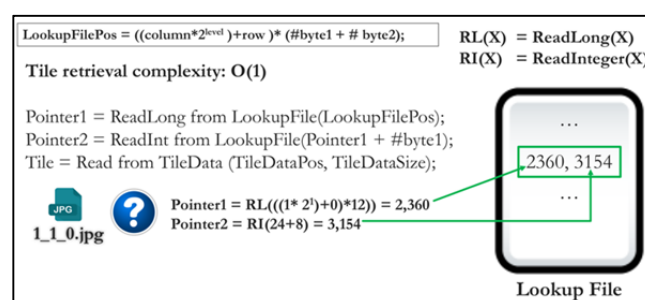 LookupFilePos = ((column*2^level )+row )* (#byte1 + # byte2);
RL(X) = ReadLong(X)
RI(X) = ReadInteger(X)
Tile retrieval complexity: O(1)
Pointer1 = ReadLong from LookupFile(LookupFilePos);
Pointer2 = ReadInt from LookupFile(Pointer1 + #byte1);
Tile = Read from TileData (TileDataPos, TileDataSize);
...
2360, 3154
...
JPG
1_1_0.jpg
?
Pointer1 = RL(((1* 2¹)+0)*12)) = 2,360
Pointer2 = RI(24+8) = 3,154
Lookup File